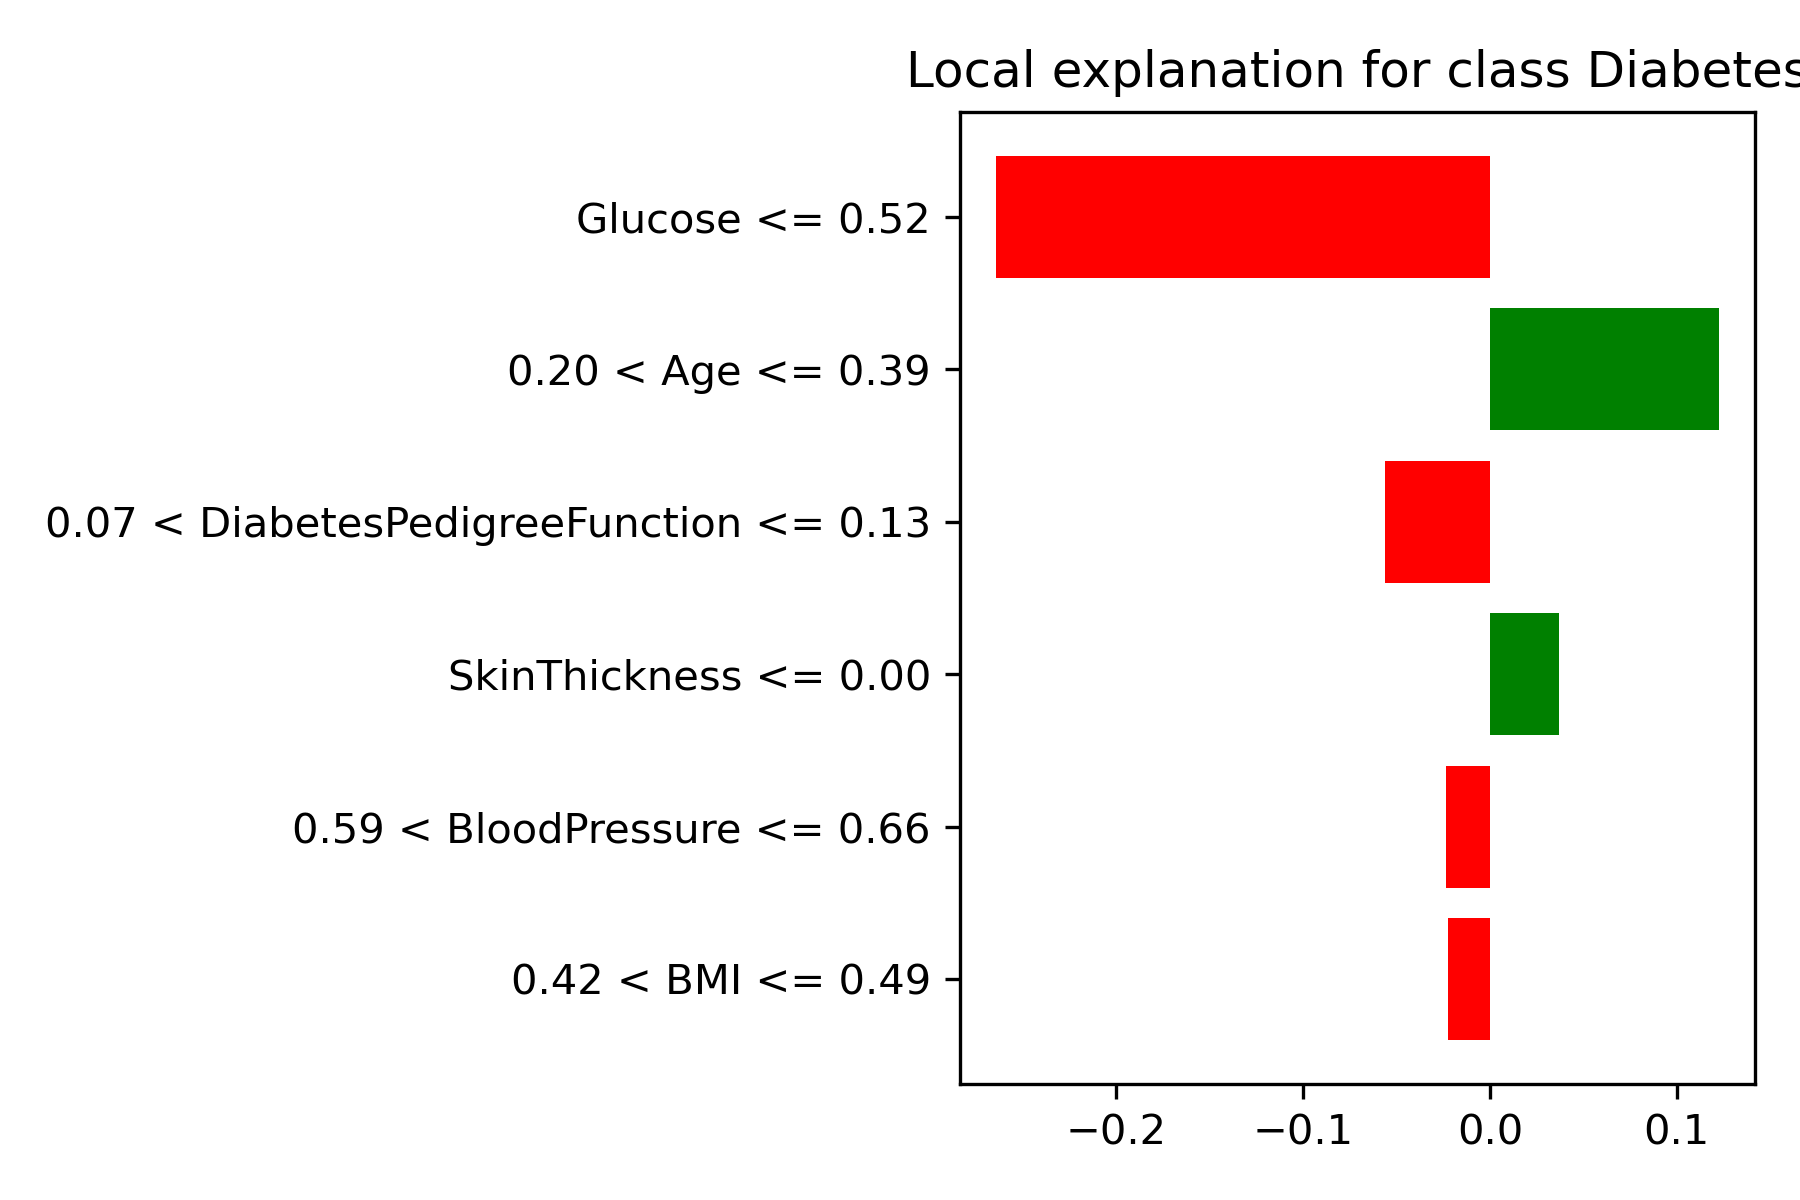 Local explanation for class Diabetes
Glucose <= 0.52
0.20 < Age <= 0.39
0.07 < DiabetesPedigreeFunction <= 0.13
SkinThickness <= 0.00
0.59 < BloodPressure <= 0.66
0.42 < BMI <= 0.49
−0.2 −0.1 0.0 0.1